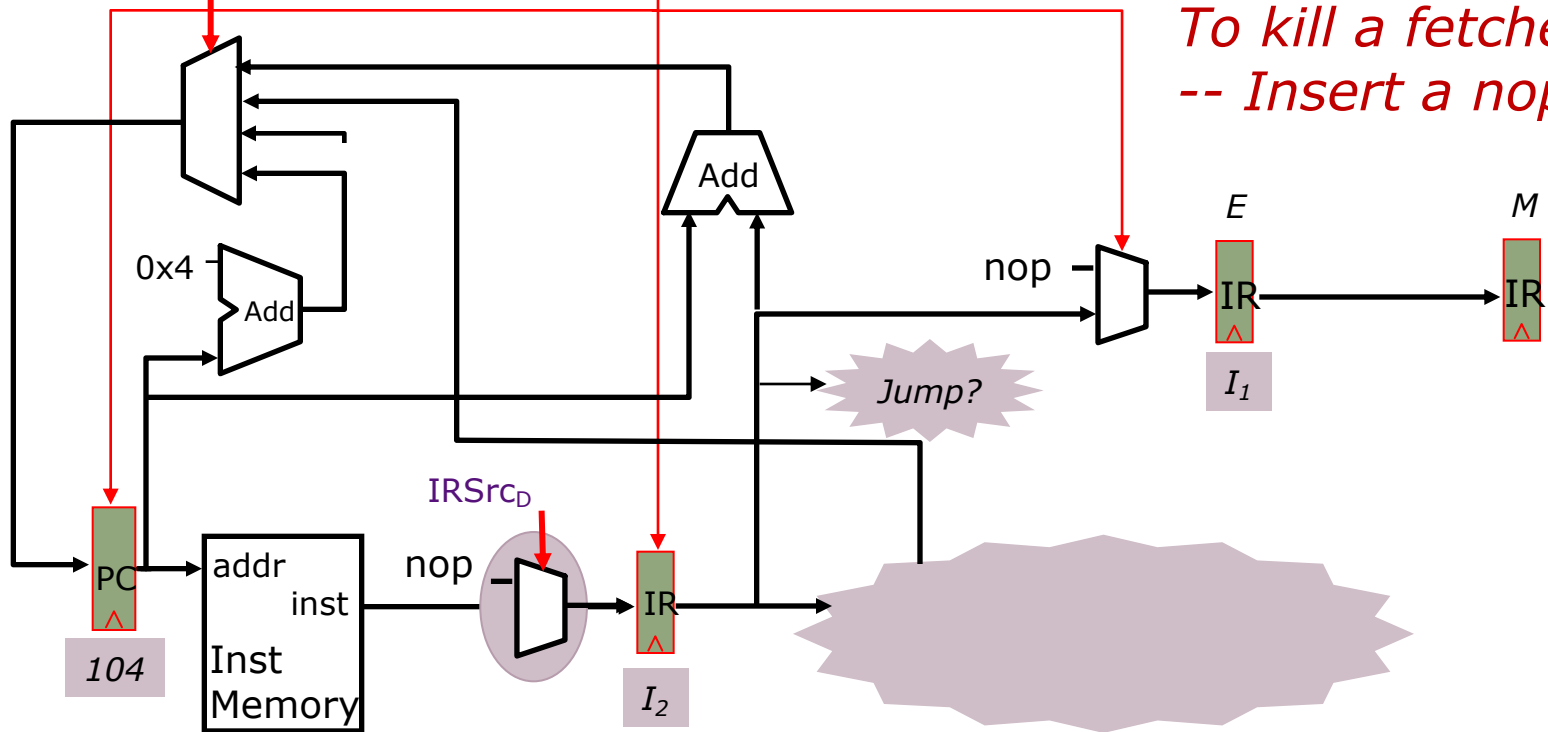 To kill a fetche
-- Insert a nop
Add
E
M
0x4
Add
nop
IR
IR
Jump?
I1
IRSrcD
PC
addr
nop
inst
IR
104
Inst
Memory
I2